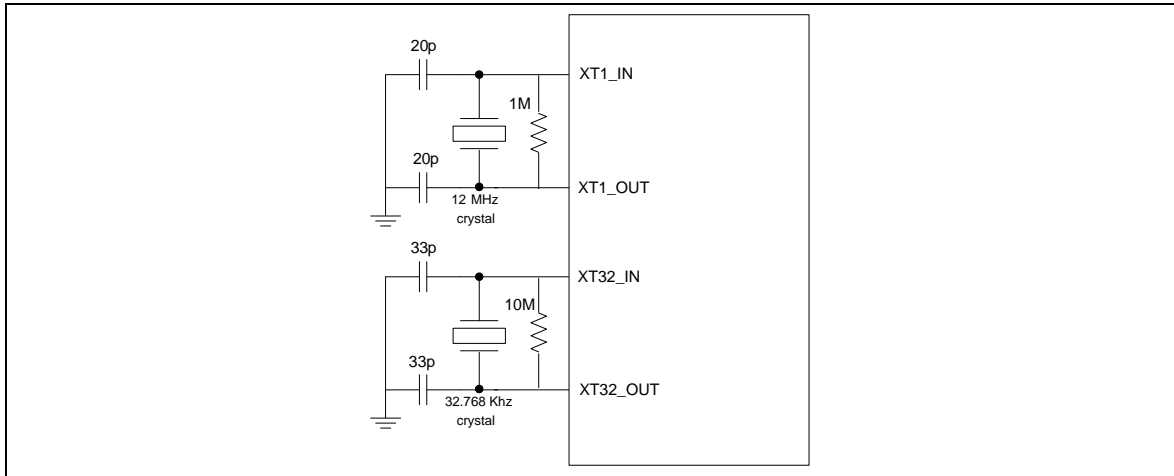 20p
XT1_IN
1M
20p
XT1_OUT
12 MHz
crystal
33p
XT32_IN
10M
33p
XT32_OUT
32.768 Khz
crystal